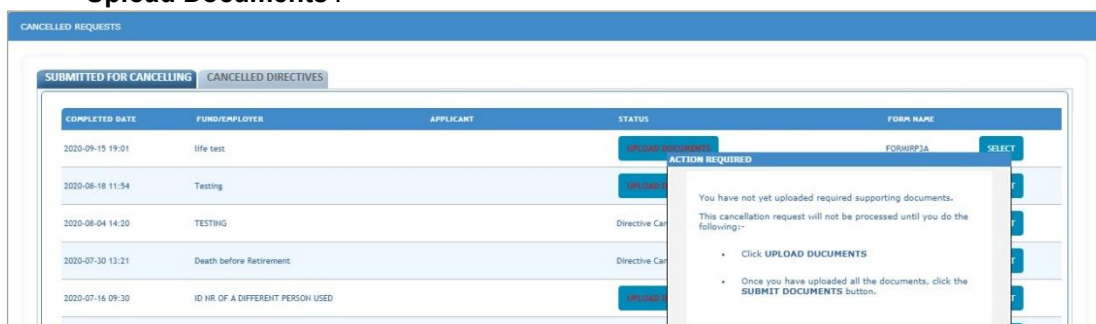 Upload Documents .
CANCELLED REQUESTS
SUBMITTED FOR CANCELLING CANCELLED DIRECTIVES
COMPLETED DATE FUND/EMPLOYER APPLICANT STATUS FORM NAME
2020-09-15 19:01 life test UPLOAD DOCUMENTS FORMIRP3A SELECT
2020-08-18 11:54 Testing
2020-08-04 14:20 TESTING Directive
2020-07-30 13:21 Death before Retirement Directive
2020-07-16 09:30 ID NR OF A DIFFERENT PERSON USED
ACTION REQUIRED
You have not yet uploaded required supporting documents.
This cancellation request will not be processed until you do the
following:-
• Click UPLOAD DUCUMENTS
• Once you have uploaded all the documents, click the
SUBMIT DOCUMENTS button.